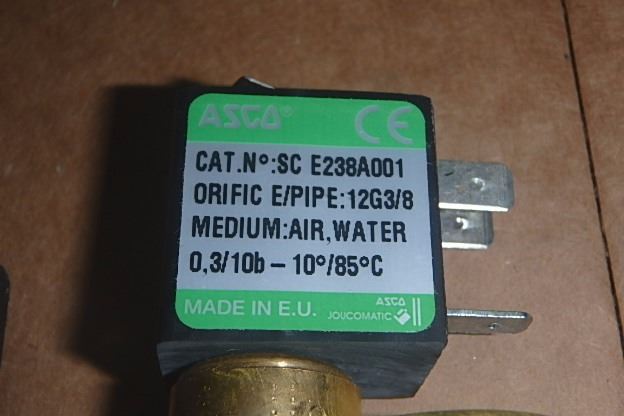 ASCO®
CE
CAT.Nº:SC E238A001
ORIFIC E/PIPE:12G3/8
MEDIUM:AIR,WATER
0,3/10b – 10°/85°C
MADE IN E.U.
ASCO
JOUCOMATIC